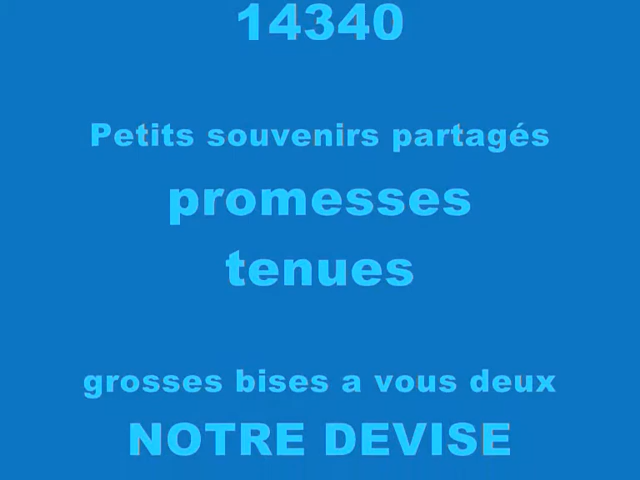 14340
Petits souvenirs partagés
promesses
tenues
grosses bises a vous deux
NOTRE DEVISE